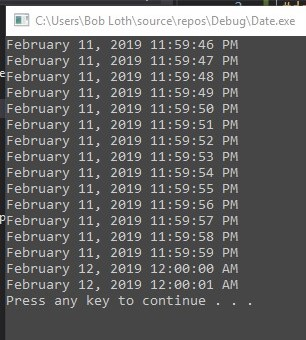 C:\Users\Bob Loth\source\repos\Debug\Date.exe
February 11, 2019 11:59:46 PM
February 11, 2019 11:59:47 PM
February 11, 2019 11:59:48 PM
February 11, 2019 11:59:49 PM
February 11, 2019 11:59:50 PM
February 11, 2019 11:59:51 PM
February 11, 2019 11:59:52 PM
February 11, 2019 11:59:53 PM
February 11, 2019 11:59:54 PM
February 11, 2019 11:59:55 PM
February 11, 2019 11:59:56 PM
February 11, 2019 11:59:57 PM
February 11, 2019 11:59:58 PM
February 11, 2019 11:59:59 PM
February 12, 2019 12:00:00 AM
February 12, 2019 12:00:01 AM
Press any key to continue . . .